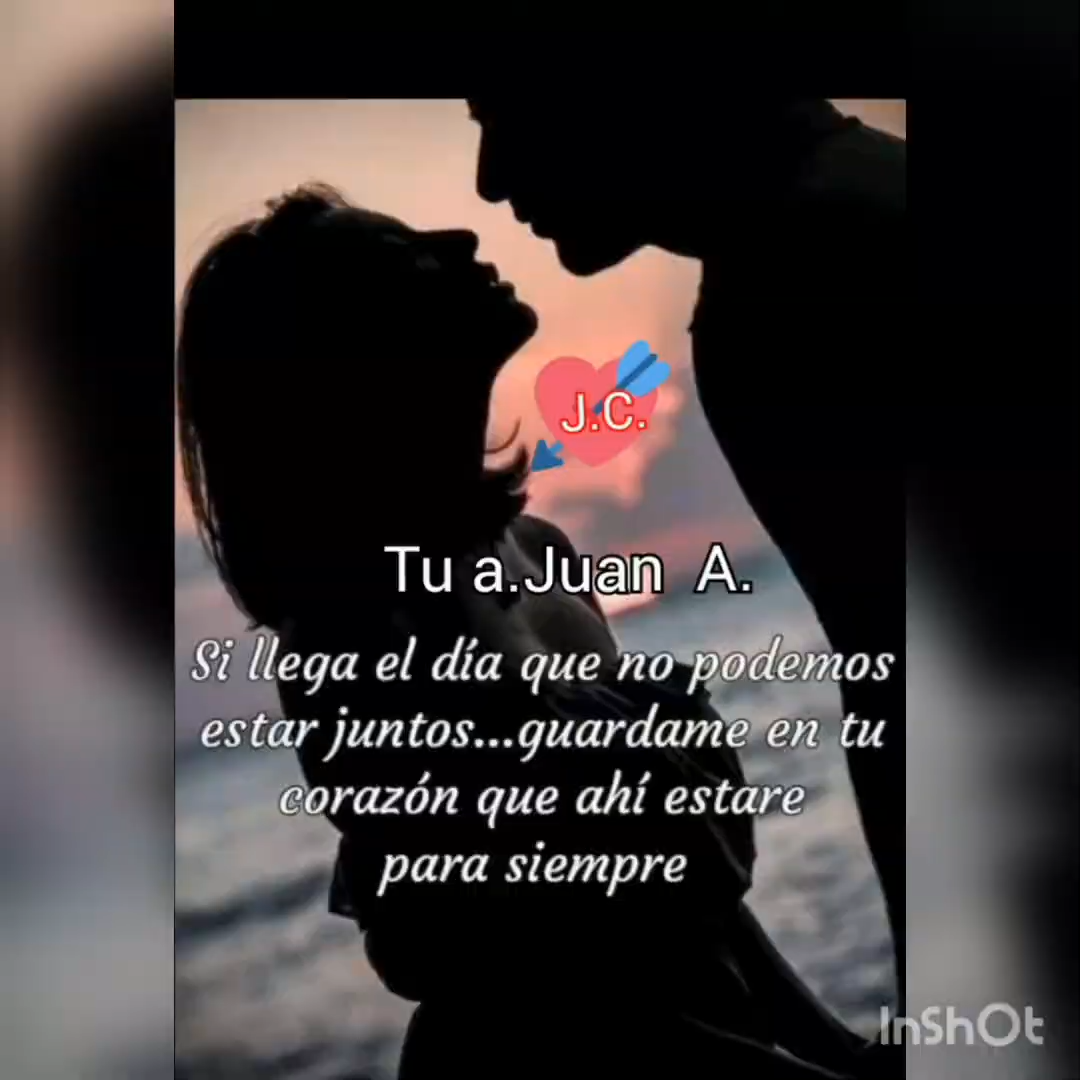 J.C.
Tu a.Juan A.
Si llega el día que no podemos
estar juntos...guardame en tu
corazón que ahí estare
para siempre
InShOt